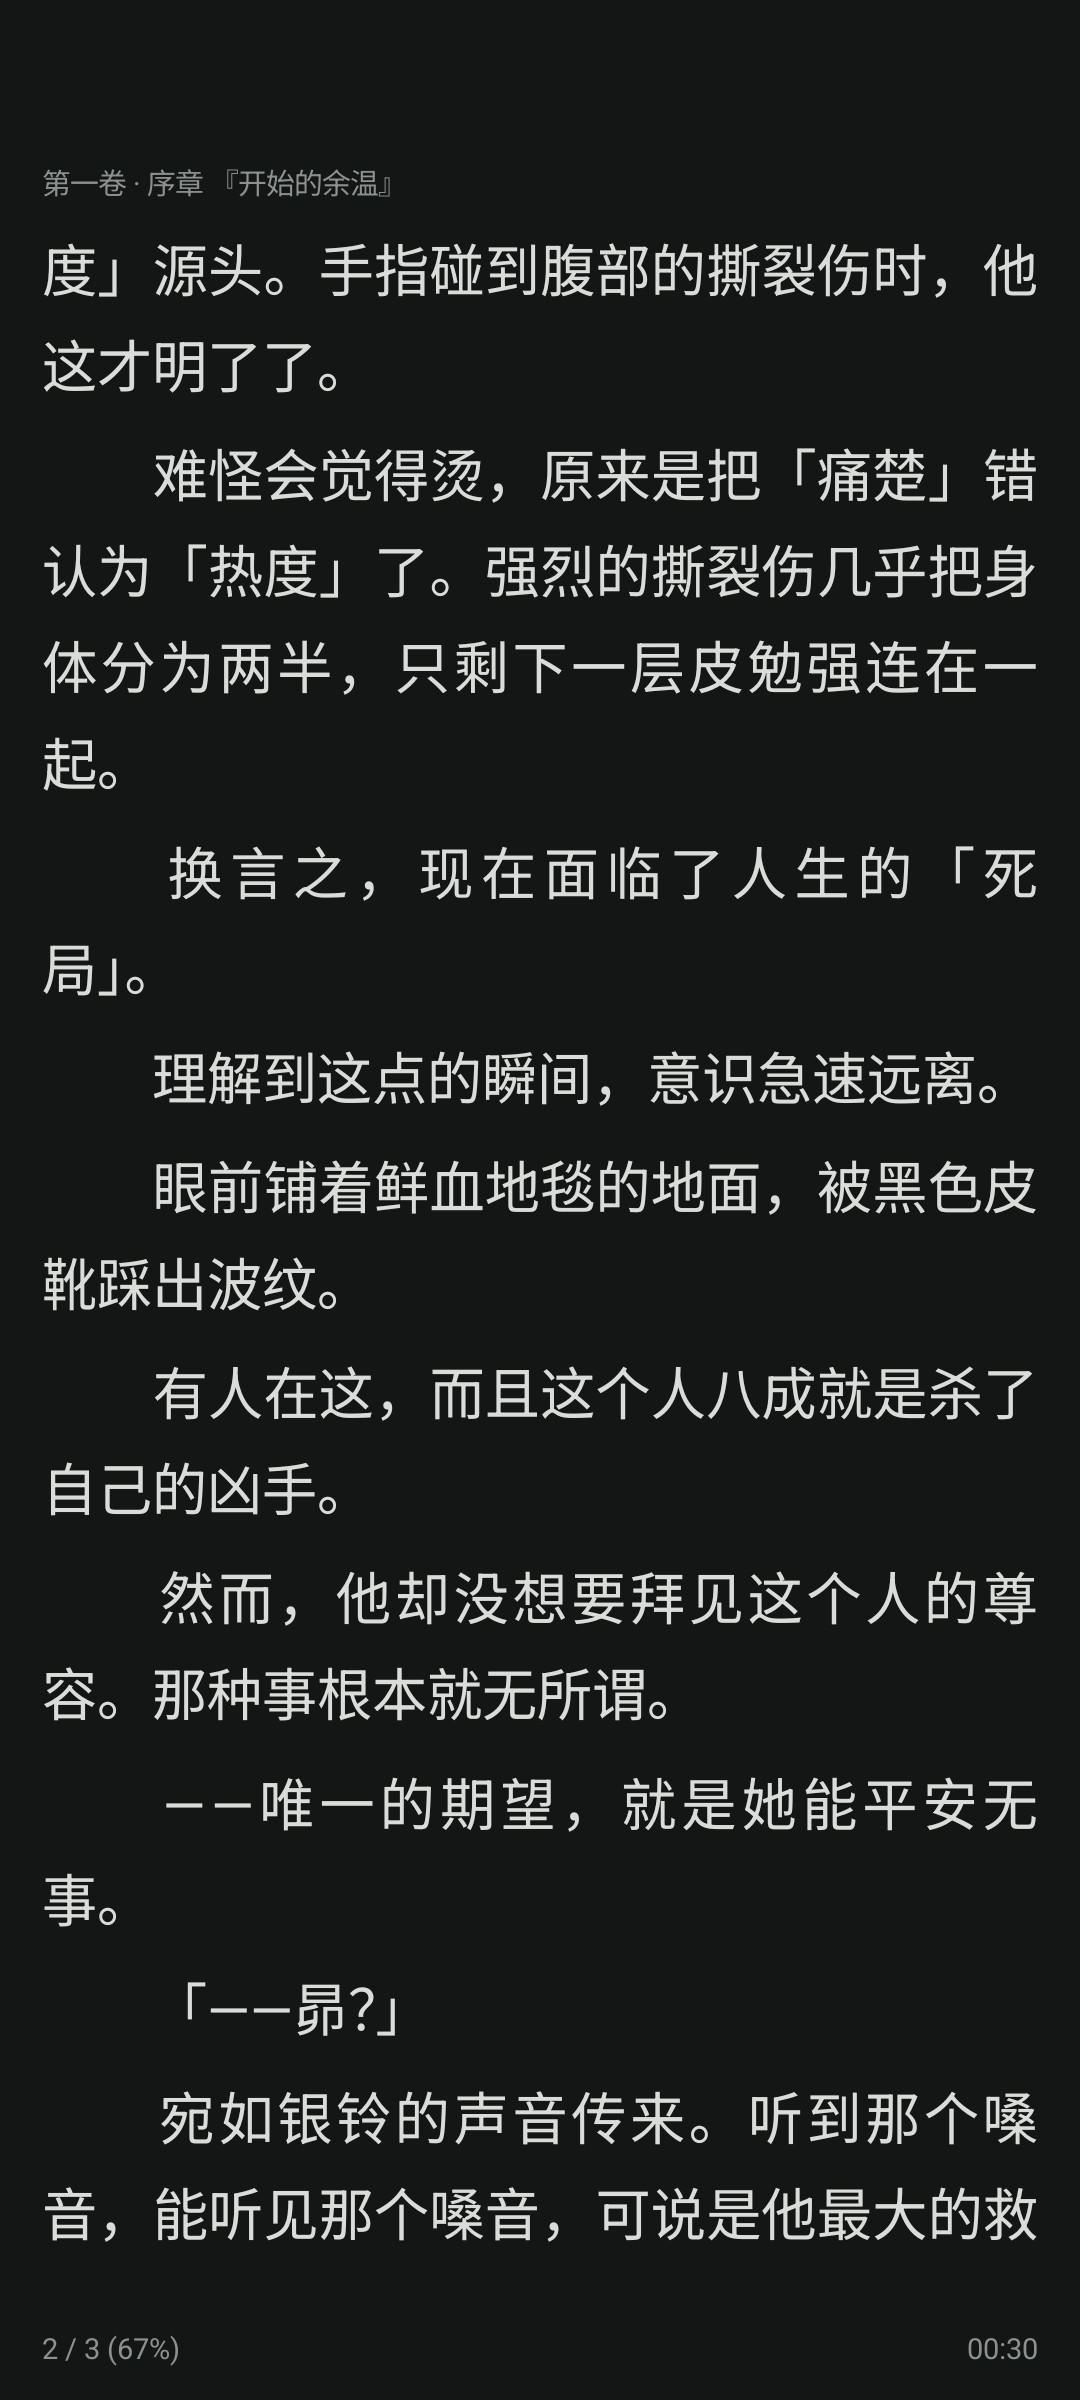 第一卷 · 序章 『开始的余温』
度」源头。手指碰到腹部的撕裂伤时，他
这才明了了。
难怪会觉得烫，原来是把「痛楚」错
认为「热度」了。强烈的撕裂伤几乎把身
体分为两半，只剩下一层皮勉强连在一
起。
换言之，现在面临了人生的「死
局」。
理解到这点的瞬间，意识急速远离。
眼前铺着鲜血地毯的地面，被黑色皮
靴踩出波纹。
有人在这，而且这个人八成就是杀了
自己的凶手。
然而，他却没想要拜见这个人的尊
容。那种事根本就无所谓。
——唯一的期望，就是她能平安无
事。
「——昴？」
宛如银铃的声音传来。听到那个嗓
音，能听见那个嗓音，可说是他最大的救
2 / 3 (67%)
00:30